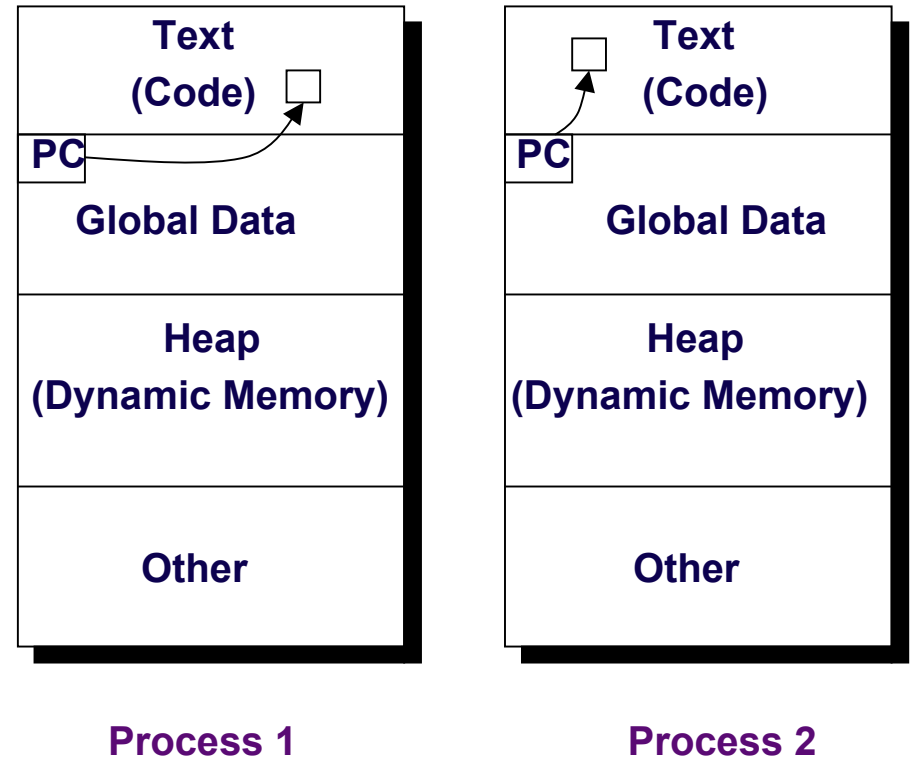 Text
(Code)
PC
Global Data
Heap
(Dynamic Memory)
Other
Process 1
Text
(Code)
PC
Global Data
Heap
(Dynamic Memory)
Other
Process 2